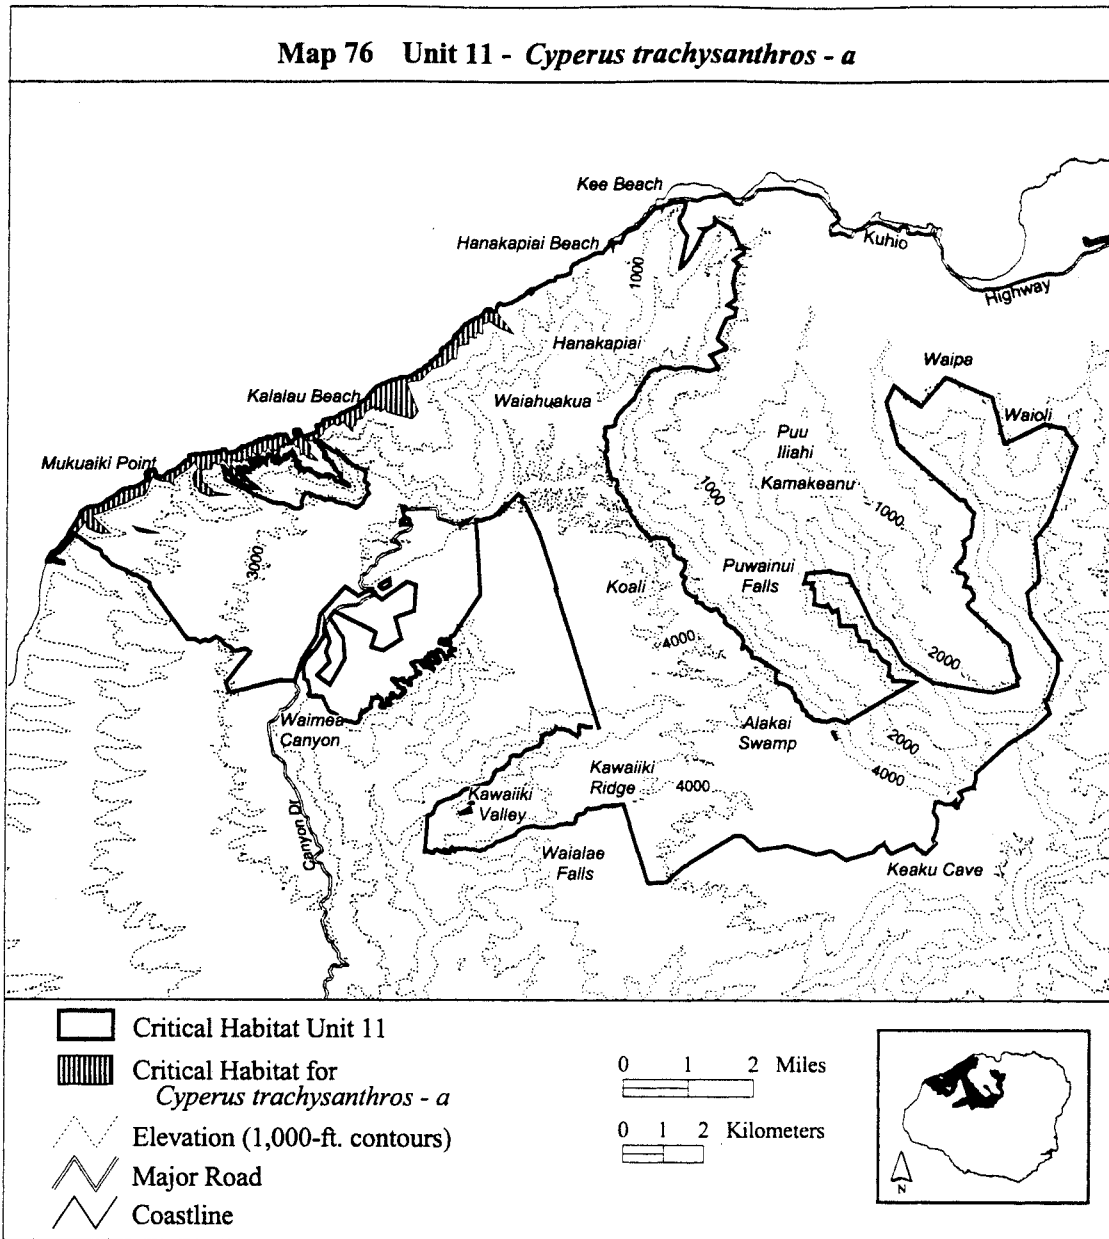 Map 76 Unit 11 - Cyperus trachysanthros - a
Kee Beach
Hanakapiai Beach
Kuhio
Highway
1000
Hanakapiai
Waipa
Kalalau Beach
Waiahuakua
Waioli
Puu
Iliahi
Mukuaiki Point
Kamakeanu
1000
1000
3000
Koali
Puwainui
Falls
4000
2000
Waimea
Canyon
Alakai
Swamp
2000
Kawaiiki
Ridge
4000
4000
Kawaiiki
Valley
Canyon Dr
Waialae
Falls
Keaku Cave
Critical Habitat Unit 11
Critical Habitat for
Cyperus trachysanthros - a
Elevation (1,000-ft. contours)
Major Road
Coastline
0 1 2 Miles
0 1 2 Kilometers
N